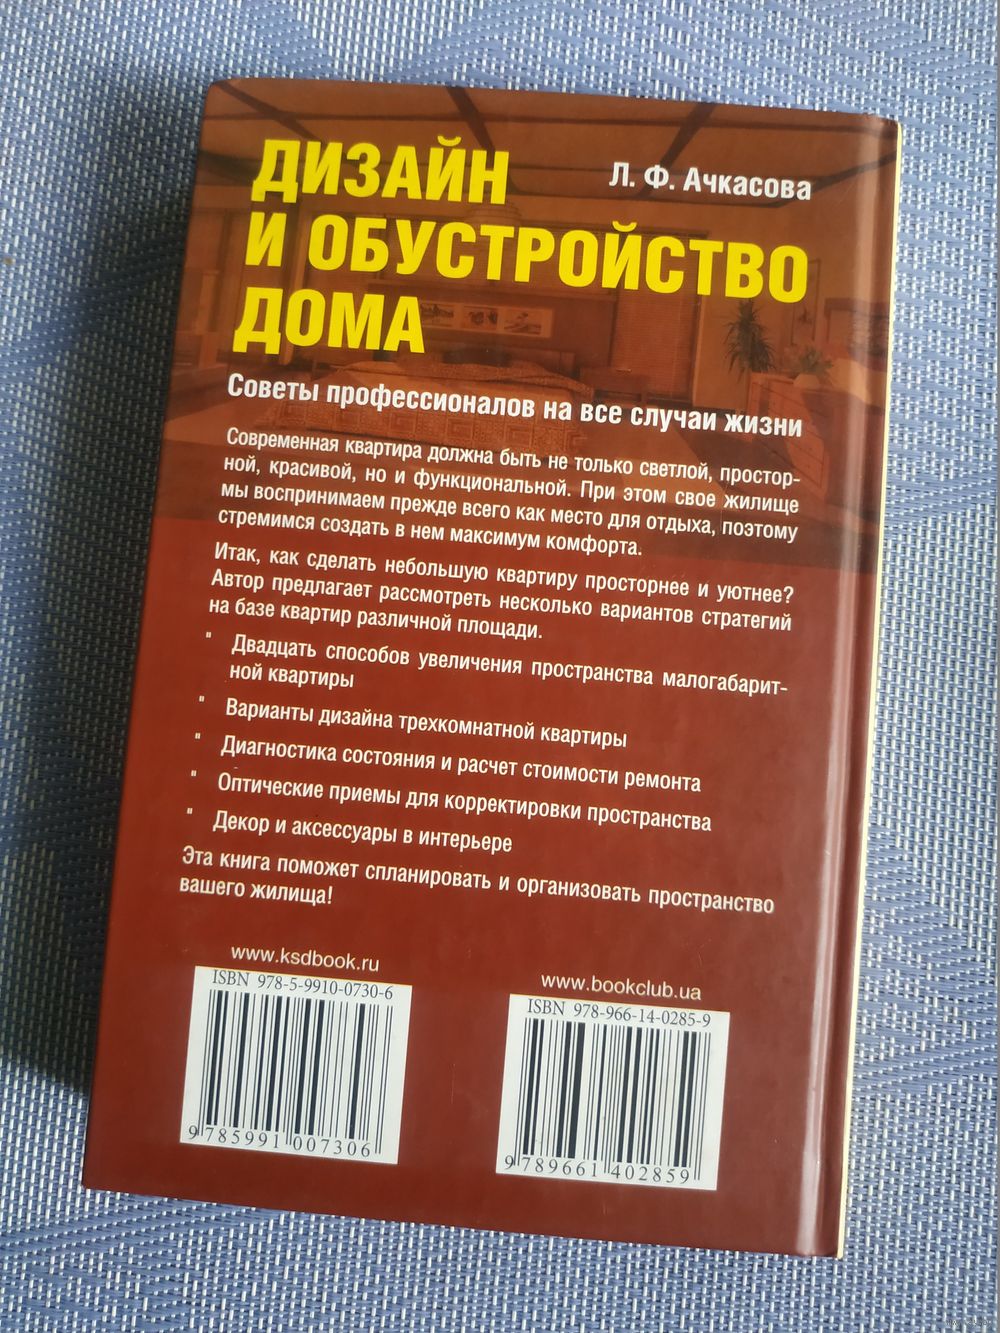 Л. Ф. Ачкасова
ДИЗАЙН
И ОБУСТРОЙСТВО
ДОМА
Советы профессионалов на все случаи жизни
Современная квартира должна быть не только светлой, простор-
ной, красивой, но и функциональной. При этом свое жилище
мы воспринимаем прежде всего как место для отдыха, поэтому
стремимся создать в нем максимум комфорта.
Итак, как сделать небольшую квартиру просторнее и уютнее?
Автор предлагает рассмотреть несколько вариантов стратегий
на базе квартир различной площади.
Двадцать способов увеличения пространства малогабарит-
ной квартиры
Варианты дизайна трехкомнатной квартиры
Диагностика состояния и расчет стоимости ремонта
Оптические приемы для корректировки пространства
Декор и аксессуары в интерьере
Эта книга поможет спланировать и организовать пространство
вашего жилища!
www.ksdbook.ru
ISBN 978-5-9910-0730-6
9 785991 007306
www.bookclub.ua
ISBN 978-966-14-0285-9
9 789661 402859